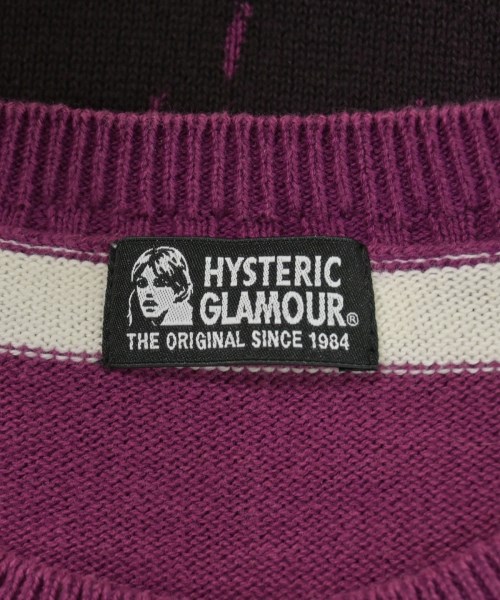 HYSTERIC
GLAMOUR®
THE ORIGINAL SINCE 1984